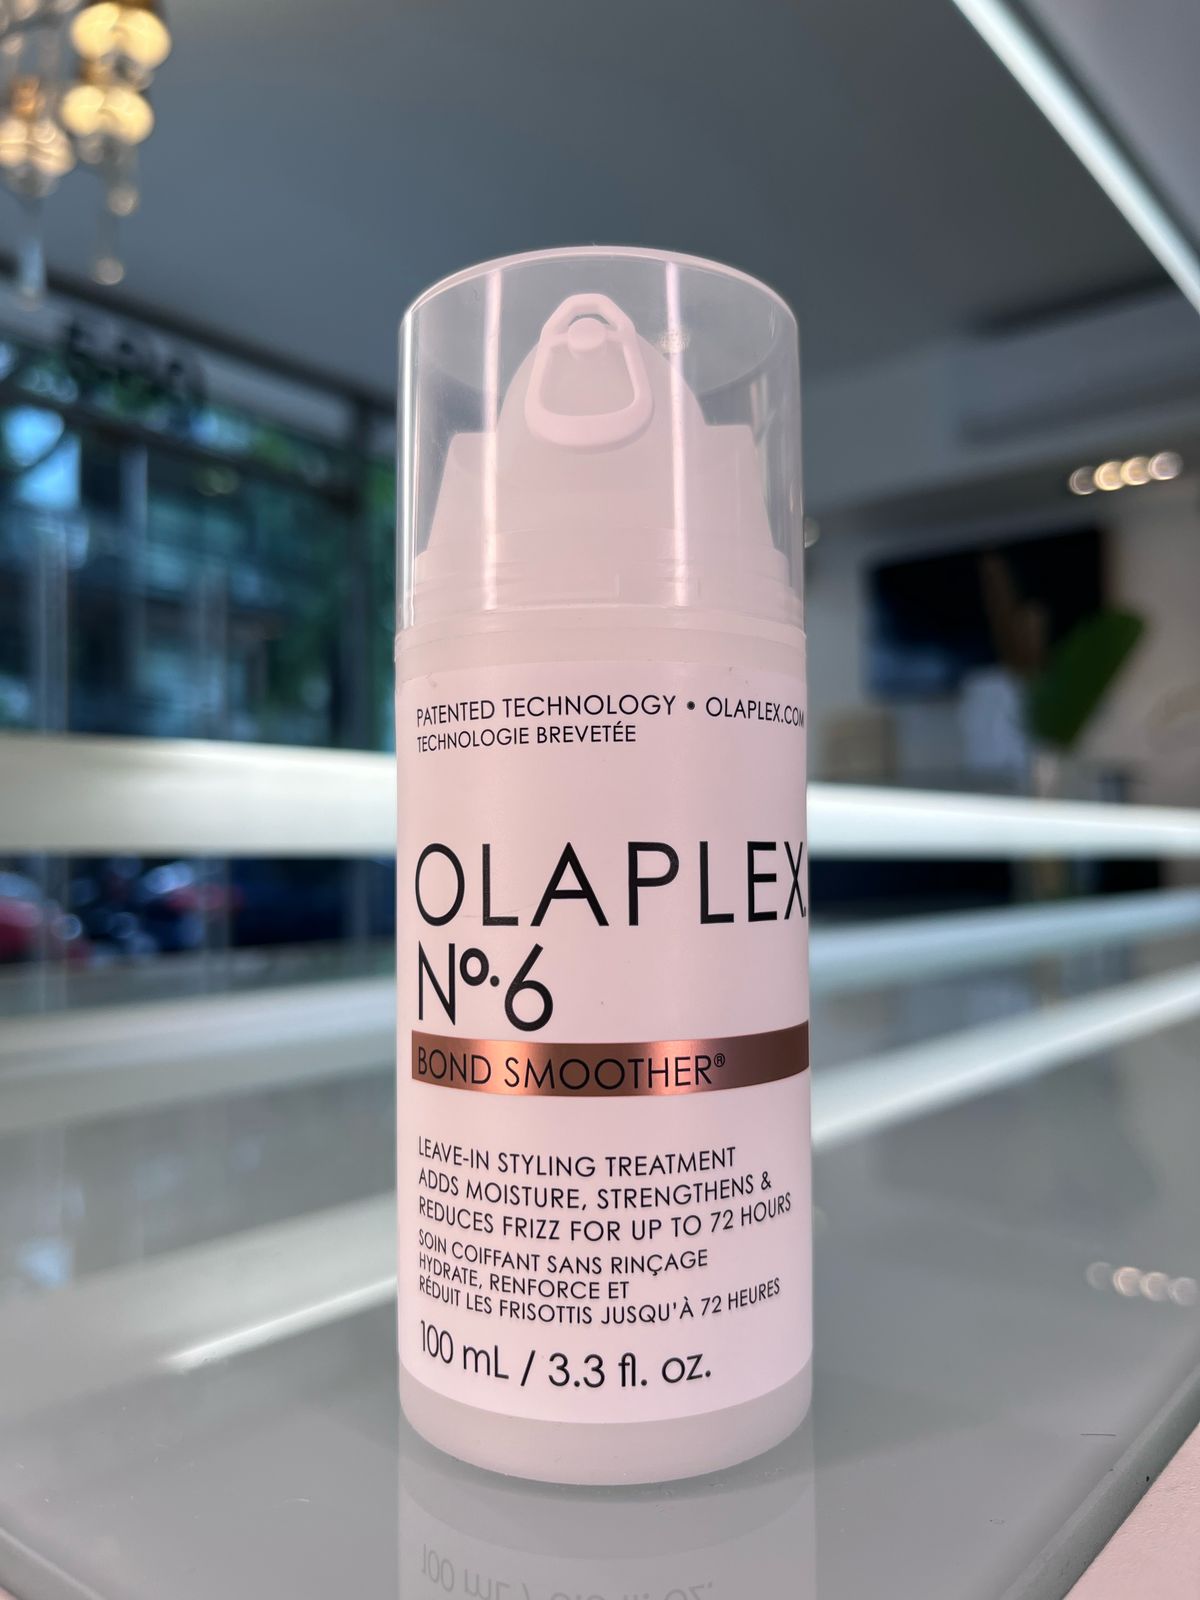 PATENTED TECHNOLOGY • OLAPLEX.COM
TECHNOLOGIE BREVETÉE
OLAPLEX.
Nº.6
BOND SMOOTHER®
LEAVE-IN STYLING TREATMENT
ADDS MOISTURE, STRENGTHENS &
REDUCES FRIZZ FOR UP TO 72 HOURS
SOIN COIFFANT SANS RINÇAGE
HYDRATE, RENFORCE ET
RÉDUIT LES FRISOTTIS JUSQU'À 72 HEURES
100 mL / 3.3 fl. oz.